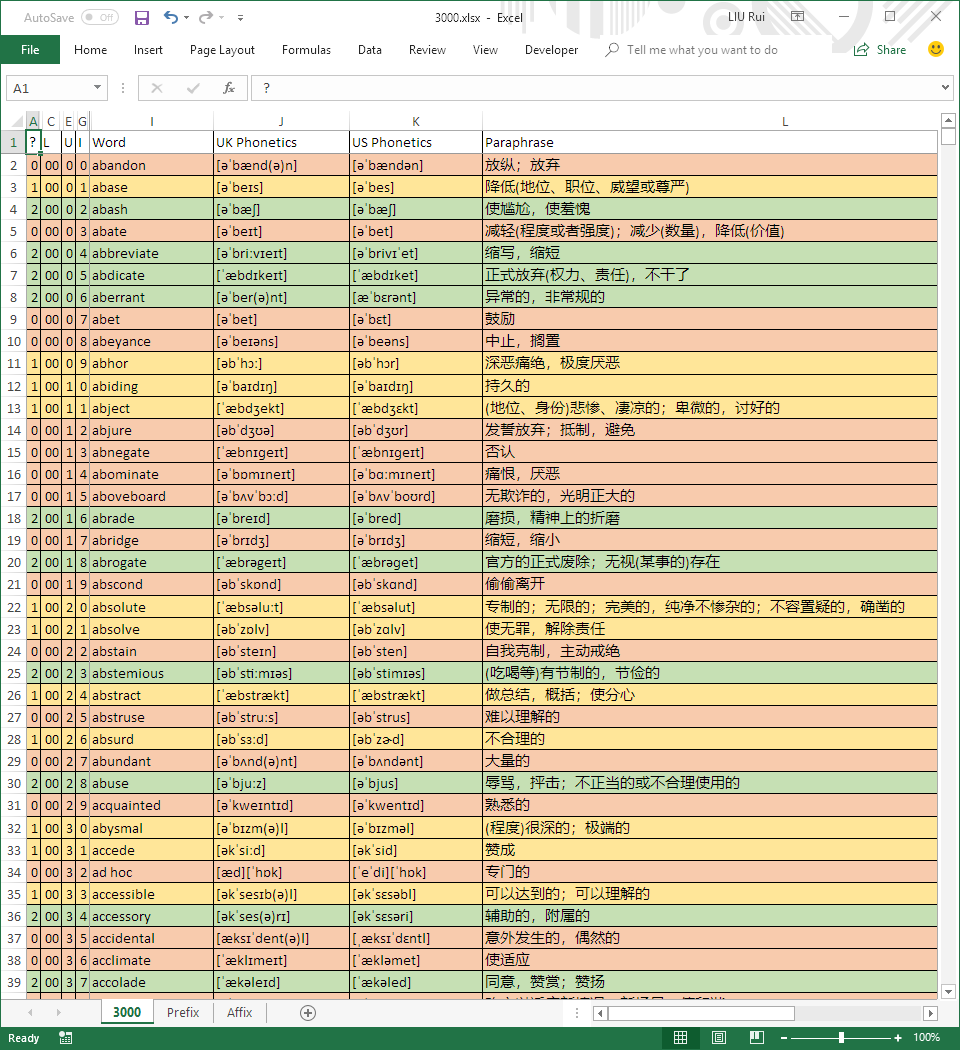 AutoSave Off 3000.xlsx - Excel LIU Rui
File Home Insert Page Layout Formulas Data Review View Developer Tell me what you want to do Share
A1 fx ?
A C E G I J K L
1 ? L U I Word UK Phonetics US Phonetics Paraphrase
2 0 00 0 0 abandon [əˈbænd(ə)n] [əˈbændən] 放纵；放弃
3 1 00 0 1 abase [əˈbeɪs] [əˈbes] 降低(地位、职位、威望或尊严)
4 2 00 0 2 abash [əˈbæʃ] [əˈbæʃ] 使尴尬，使羞愧
5 0 00 0 3 abate [əˈbeɪt] [əˈbet] 减轻(程度或者强度)；减少(数量)，降低(价值)
6 2 00 0 4 abbreviate [əˈbriːvɪeɪt] [əˈbrivɪˈet] 缩写，缩短
7 2 00 0 5 abdicate [ˈæbdɪkeɪt] [ˈæbdɪket] 正式放弃(权力、责任)，不干了
8 2 00 0 6 aberrant [əˈber(ə)nt] [æˈbɛrənt] 异常的，非常规的
9 0 00 0 7 abet [əˈbet] [əˈbɛt] 鼓励
10 0 00 0 8 abeyance [əˈbeɪəns] [əˈbeəns] 中止，搁置
11 1 00 0 9 abhor [əbˈhɔː] [əbˈhɔr] 深恶痛绝，极度厌恶
12 1 00 1 0 abiding [əˈbaɪdɪŋ] [əˈbaɪdɪŋ] 持久的
13 1 00 1 1 abject [ˈæbdʒekt] [ˈæbdʒɛkt] (地位、身份)悲惨、凄凉的；卑微的，讨好的
14 0 00 1 2 abjure [əbˈdʒʊə] [əbˈdʒʊr] 发誓放弃；抵制，避免
15 0 00 1 3 abnegate [ˈæbnɪgeɪt] [ˈæbnɪgeɪt] 否认
16 0 00 1 4 abominate [əˈbɒmɪneɪt] [əˈbɑːmɪneɪt] 痛恨，厌恶
17 0 00 1 5 aboveboard [əˈbʌvˈbɔːd] [əˈbʌvˈboʊrd] 无欺诈的，光明正大的
18 2 00 1 6 abrade [əˈbreɪd] [əˈbred] 磨损，精神上的折磨
19 0 00 1 7 abridge [əˈbrɪdʒ] [əˈbrɪdʒ] 缩短，缩小
20 2 00 1 8 abrogate [ˈæbrəgeɪt] [ˈæbrəget] 官方的正式废除；无视(某事的)存在
21 0 00 1 9 abscond [əbˈskɒnd] [əbˈskɑnd] 偷偷离开
22 1 00 2 0 absolute [ˈæbsəluːt] [ˈæbsəlut] 专制的；无限的；完美的，纯净不惨杂的；不容置疑的，确凿的
23 1 00 2 1 absolve [əbˈzɒlv] [əbˈzɑlv] 使无罪，解除责任
24 0 00 2 2 abstain [əbˈsteɪn] [əbˈsten] 自我克制，主动戒绝
25 2 00 2 3 abstemious [əbˈstiːmɪəs] [əbˈstimɪəs] (吃喝等)有节制的，节俭的
26 1 00 2 4 abstract [ˈæbstrækt] [ˈæbstrækt] 做总结，概括；使分心
27 0 00 2 5 abstruse [əbˈstruːs] [əbˈstrus] 难以理解的
28 1 00 2 6 absurd [əbˈsɜːd] [əbˈzɚd] 不合理的
29 0 00 2 7 abundant [əˈbʌnd(ə)nt] [əˈbʌndənt] 大量的
30 2 00 2 8 abuse [əˈbjuːz] [əˈbjus] 辱骂，抨击；不正当的或不合理使用的
31 0 00 2 9 acquainted [əˈkweɪntɪd] [əˈkwentɪd] 熟悉的
32 1 00 3 0 abysmal [əˈbɪzm(ə)l] [əˈbɪzməl] (程度)很深的；极端的
33 1 00 3 1 accede [əkˈsiːd] [əkˈsid] 赞成
34 0 00 3 2 ad hoc [æd][ˈhɒk] [ˈeˈdi][ˈhɒk] 专门的
35 1 00 3 3 accessible [əkˈsesɪb(ə)l] [əkˈsɛsəbl] 可以达到的；可以理解的
36 2 00 3 4 accessory [əkˈses(ə)rɪ] [əkˈsɛsəri] 辅助的，附属的
37 0 00 3 5 accidental [æksɪˈdent(ə)l] [ˌæksɪˈdɛntl] 意外发生的，偶然的
38 0 00 3 6 acclimate [ˈæklɪmeɪt] [ˈækləmet] 使适应
39 2 00 3 7 accolade [ˈækəleɪd] [ˈækəled] 同意，赞赏；赞扬
3000 Prefix Affix
Ready 100%